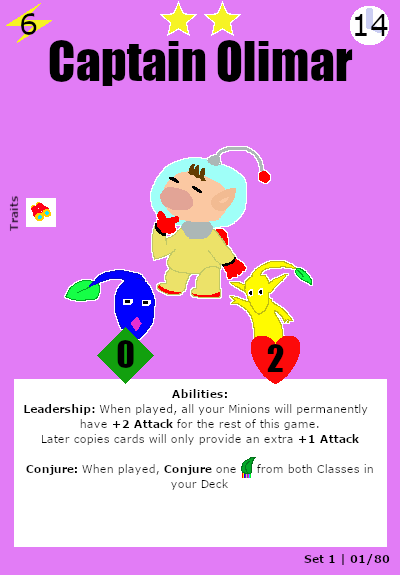 6
14
Captain Olimar
Traits
0
2
Abilities:
Leadership: When played, all your Minions will permanently
have +2 Attack for the rest of this game.
Later copies cards will only provide an extra +1 Attack
Conjure: When played, Conjure one from both Classes in
your Deck
Set 1 | 01/80